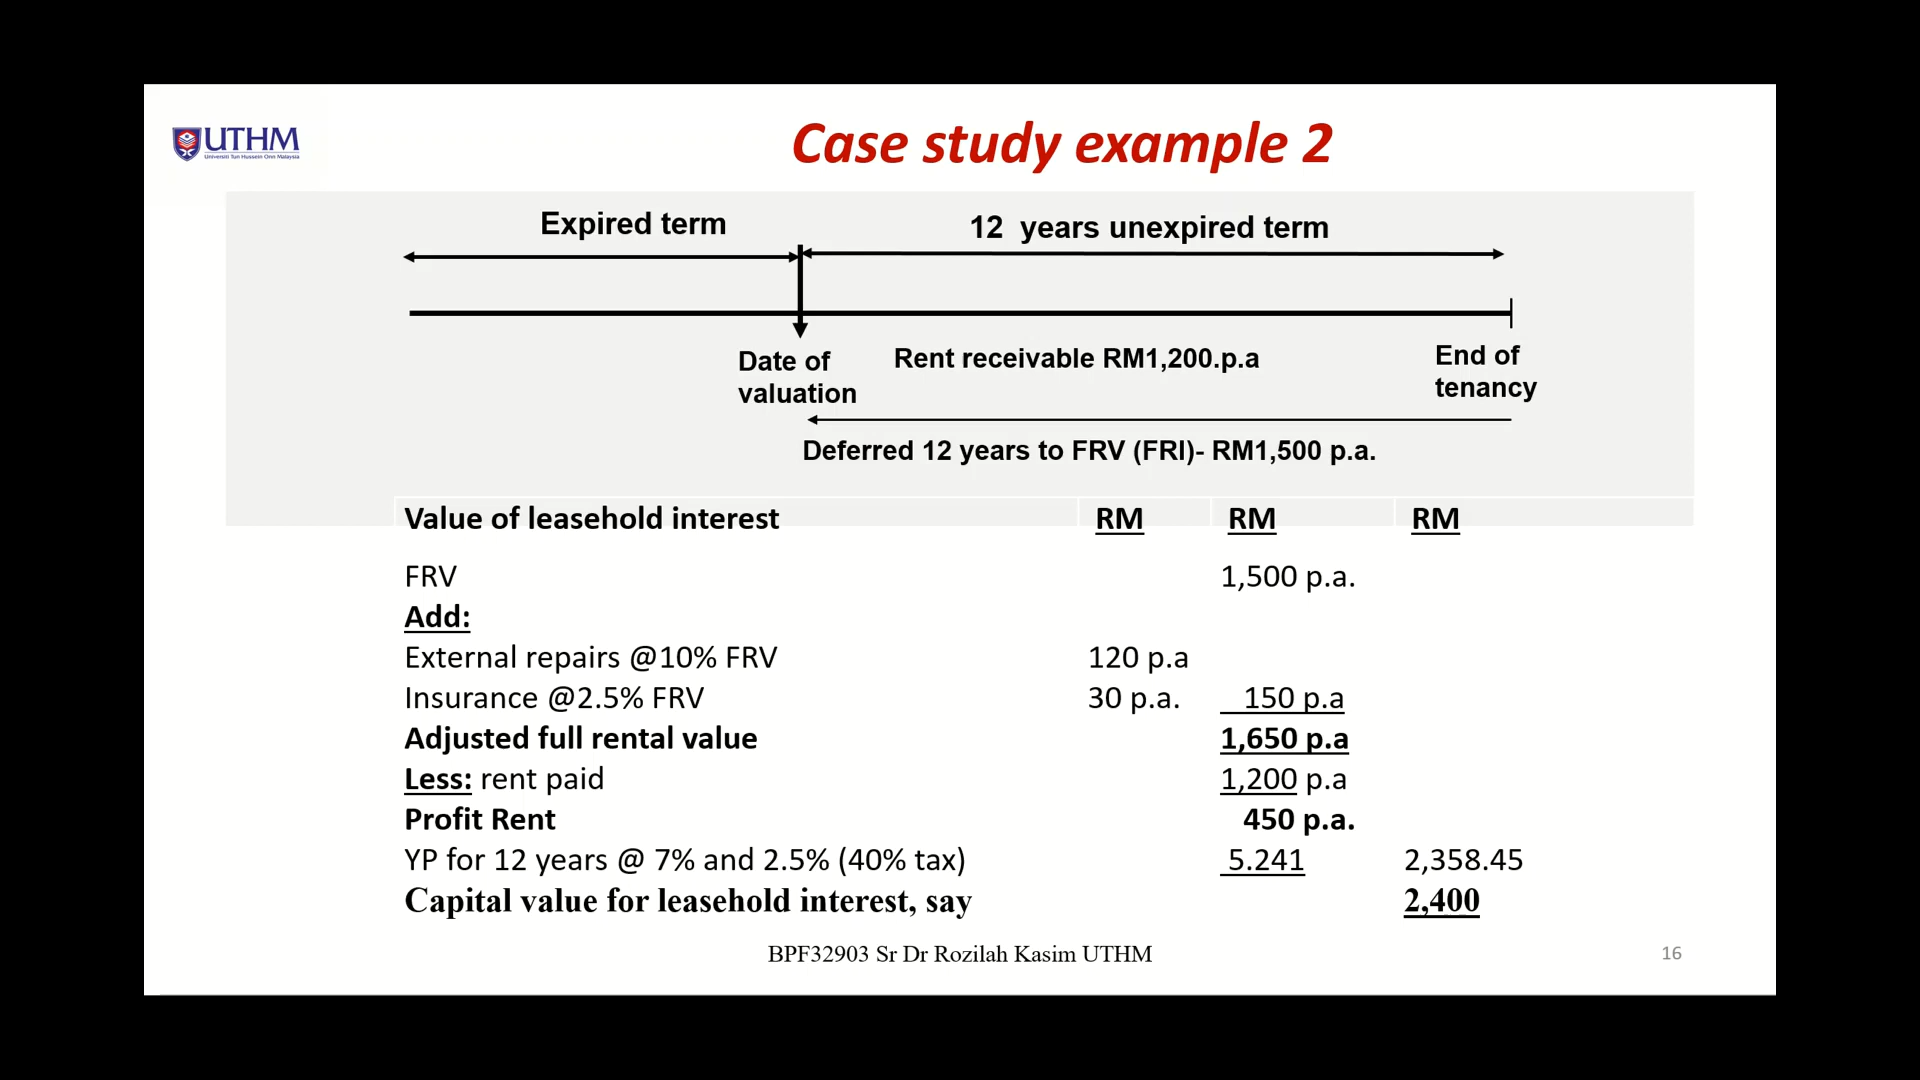 UTHM
Universiti Tun Hussein Onn Malaysia
Case study example 2
Expired term
12 years unexpired term
Date of
valuation
Rent receivable RM1,200.p.a
End of
tenancy
Deferred 12 years to FRV (FRI)- RM1,500 p.a.
Value of leasehold interest RM RM RM
FRV 1,500 p.a.
Add:
External repairs @10% FRV 120 p.a
Insurance @2.5% FRV 30 p.a. 150 p.a
Adjusted full rental value 1,650 p.a
Less: rent paid 1,200 p.a
Profit Rent 450 p.a.
YP for 12 years @ 7% and 2.5% (40% tax) 5.241 2,358.45
Capital value for leasehold interest, say 2,400
BPF32903 Sr Dr Rozilah Kasim UTHM
16